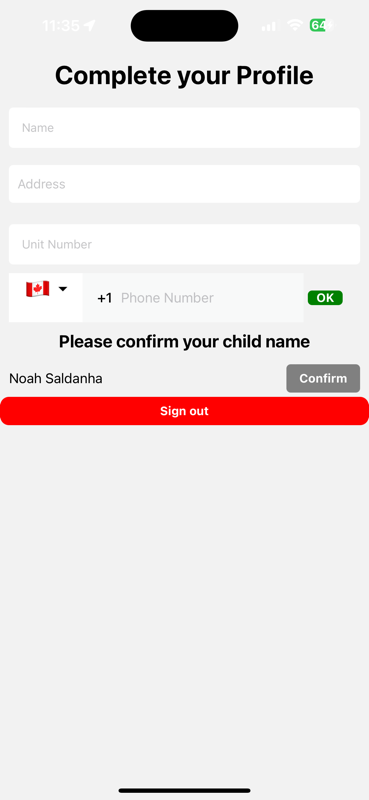 11:35
64
Complete your Profile
Name
Address
Unit Number
+1 Phone Number
OK
Please confirm your child name
Noah Saldanha
Confirm
Sign out